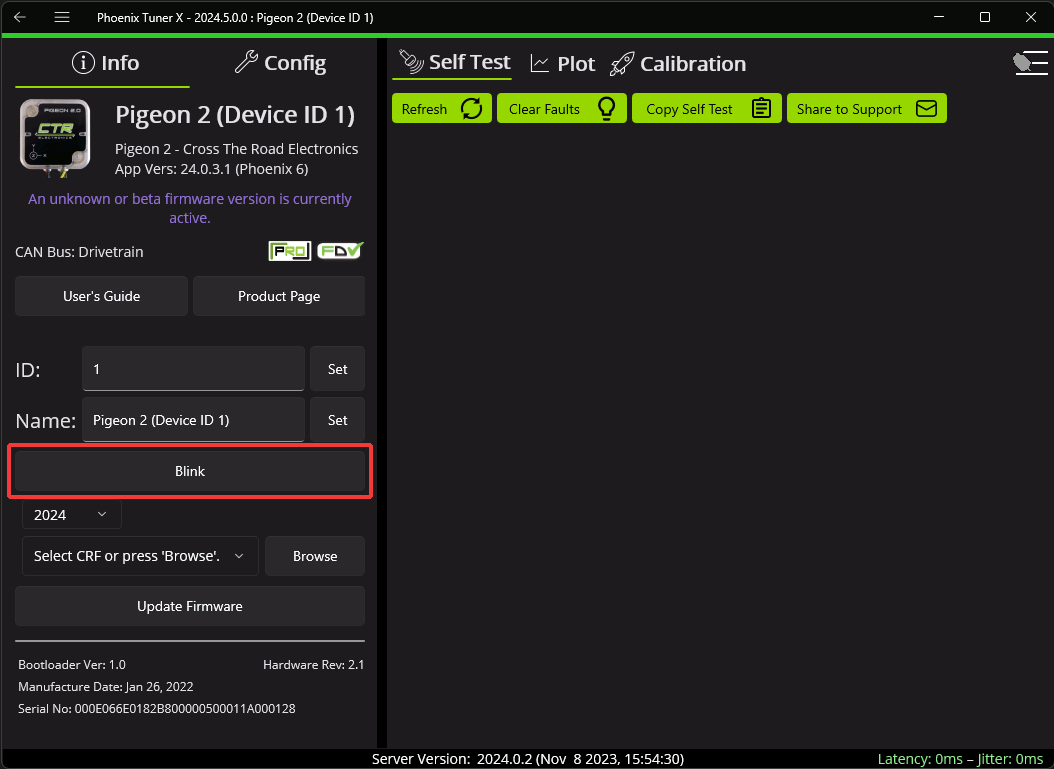 Phoenix Tuner X - 2024.5.0.0 : Pigeon 2 (Device ID 1)
Info
Config
Self Test
Plot
Calibration
Refresh
Clear Faults
Copy Self Test
Share to Support
PIGEON 2.0
CTR
ELECTRONICS
Pigeon 2 (Device ID 1)
Pigeon 2 - Cross The Road Electronics
App Vers: 24.0.3.1 (Phoenix 6)
An unknown or beta firmware version is currently
active.
CAN Bus: Drivetrain
PRO
FD
User's Guide
Product Page
ID:
1
Set
Name:
Pigeon 2 (Device ID 1)
Set
Blink
2024
Select CRF or press 'Browse'.
Browse
Update Firmware
Bootloader Ver: 1.0
Hardware Rev: 2.1
Manufacture Date: Jan 26, 2022
Serial No: 000E066E0182B800000500011A000128
Server Version: 2024.0.2 (Nov 8 2023, 15:54:30)
Latency: 0ms – Jitter: 0ms